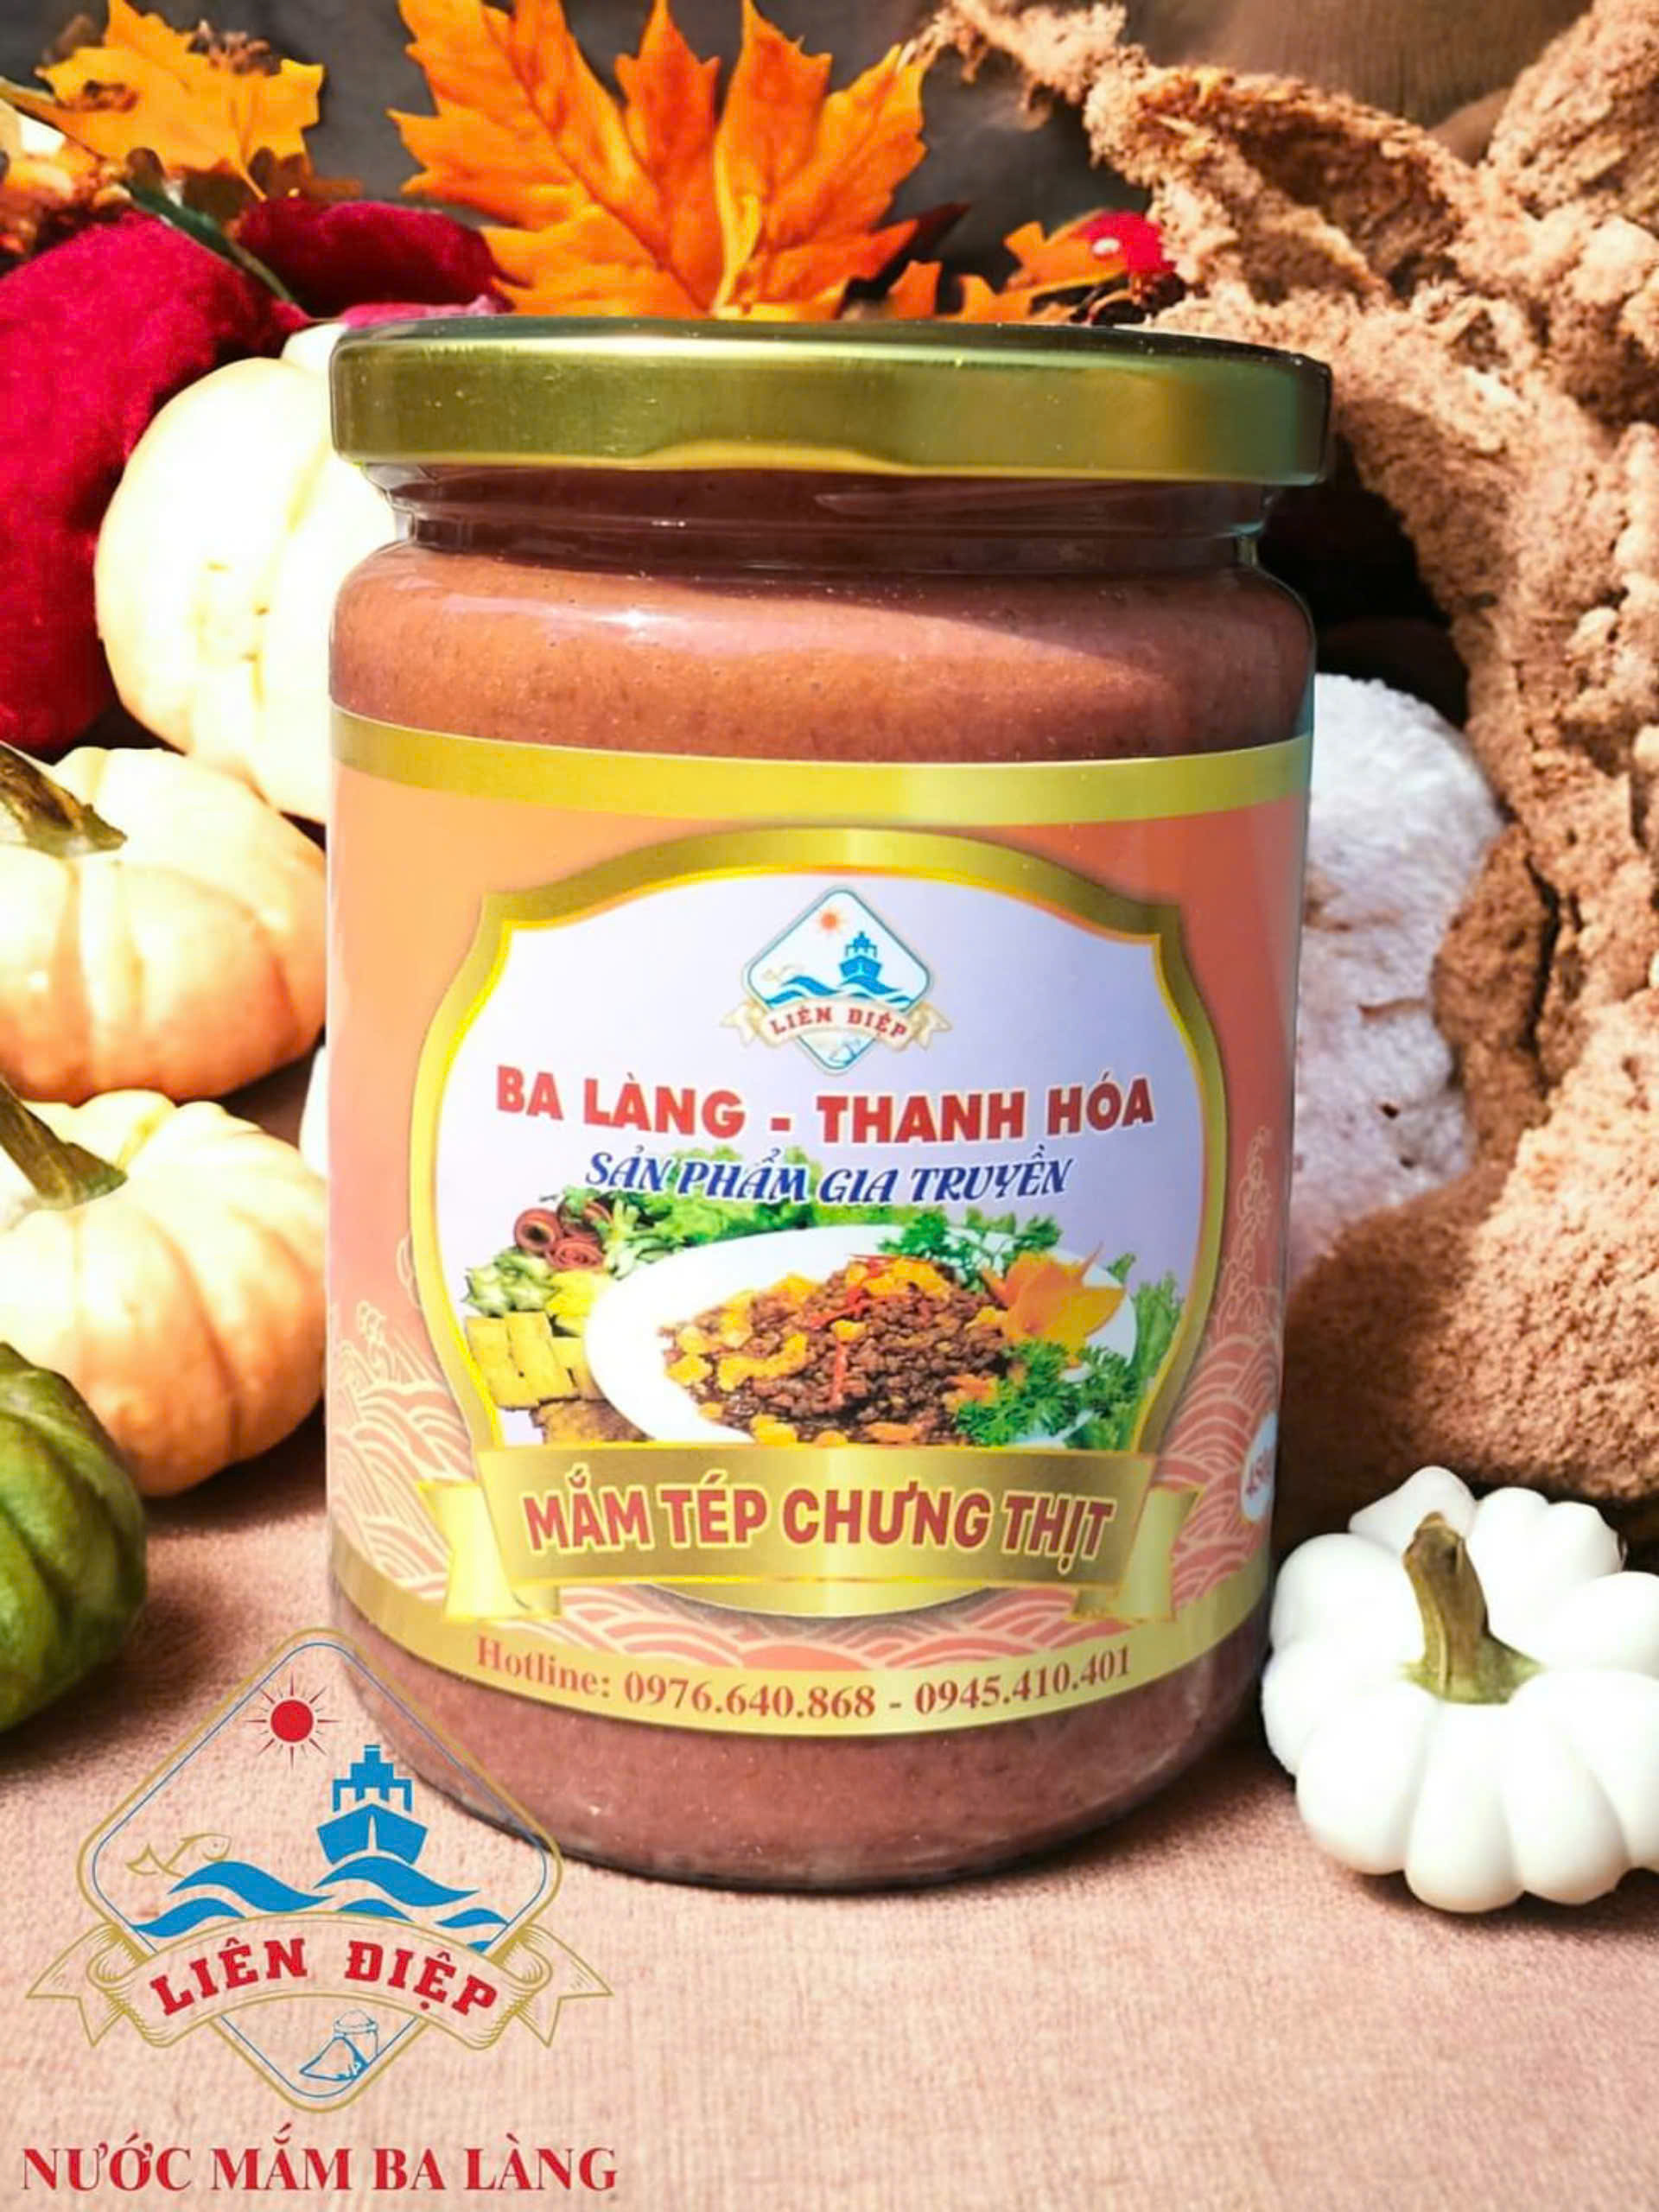 LIÊN ĐIỆP
BA LÀNG - THANH HÓA
SẢN PHẨM GIA TRUYỀN
MẮM TÉP CHƯNG THỊT
Hotline: 0976.640.868 - 0945.410.401
LIÊN ĐIỆP
NƯỚC MẮM BA LÀNG